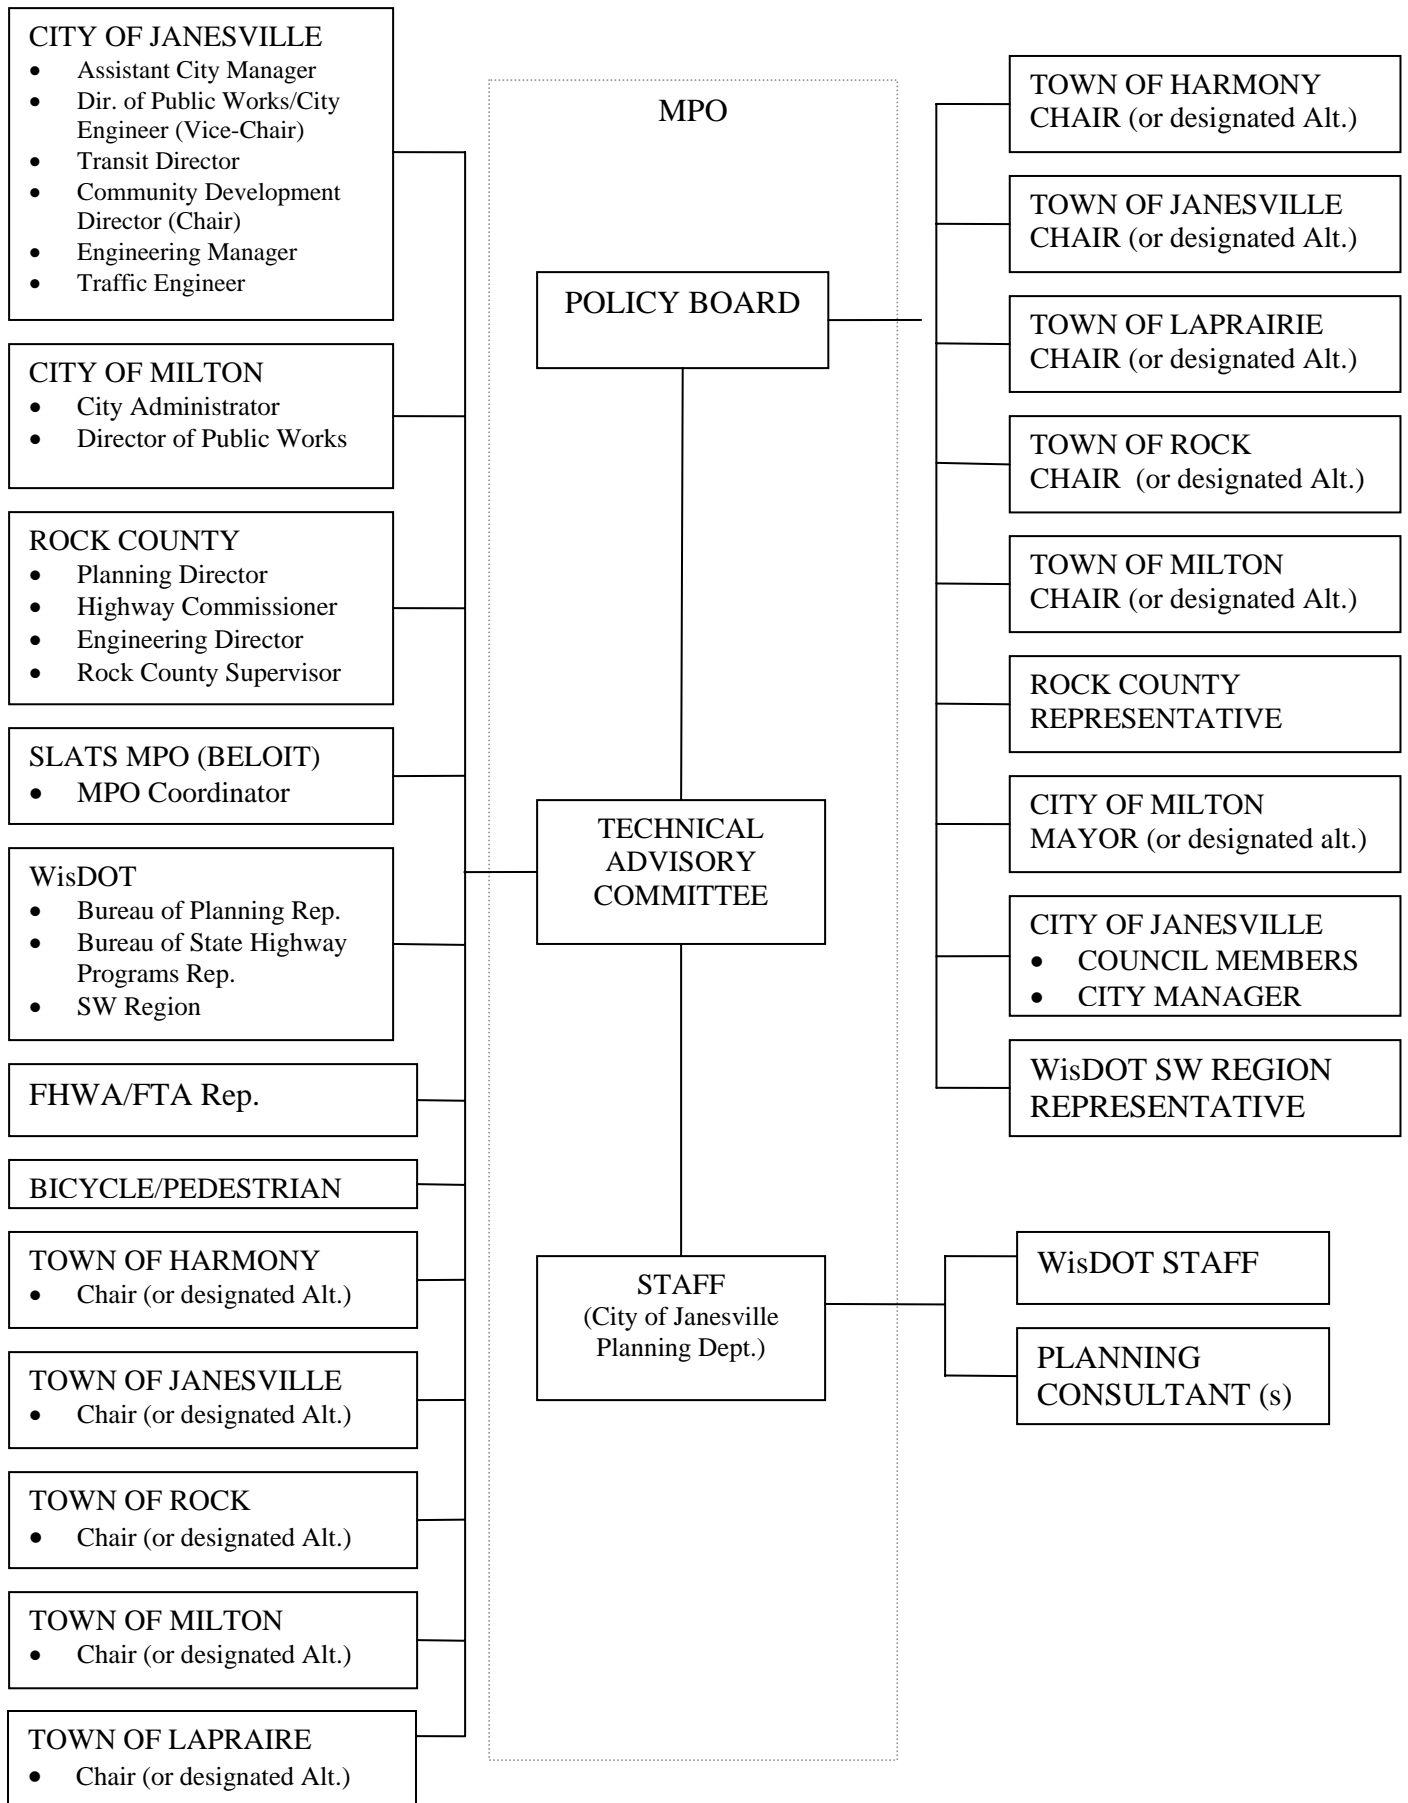 CITY OF JANESVILLE
• Assistant City Manager
• Dir. of Public Works/City
Engineer (Vice-Chair)
• Transit Director
• Community Development
Director (Chair)
• Engineering Manager
• Traffic Engineer
CITY OF MILTON
• City Administrator
• Director of Public Works
ROCK COUNTY
• Planning Director
• Highway Commissioner
• Engineering Director
• Rock County Supervisor
SLATS MPO (BELOIT)
• MPO Coordinator
WisDOT
• Bureau of Planning Rep.
• Bureau of State Highway
Programs Rep.
• SW Region
FHWA/FTA Rep.
BICYCLE/PEDESTRIAN
TOWN OF HARMONY
• Chair (or designated Alt.)
TOWN OF JANESVILLE
• Chair (or designated Alt.)
TOWN OF ROCK
• Chair (or designated Alt.)
TOWN OF MILTON
• Chair (or designated Alt.)
TOWN OF LAPRAIRE
• Chair (or designated Alt.)
MPO
POLICY BOARD
TECHNICAL
ADVISORY
COMMITTEE
STAFF
(City of Janesville
Planning Dept.)
TOWN OF HARMONY
CHAIR (or designated Alt.)
TOWN OF JANESVILLE
CHAIR (or designated Alt.)
TOWN OF LAPRAIRIE
CHAIR (or designated Alt.)
TOWN OF ROCK
CHAIR (or designated Alt.)
TOWN OF MILTON
CHAIR (or designated Alt.)
ROCK COUNTY
REPRESENTATIVE
CITY OF MILTON
MAYOR (or designated alt.)
CITY OF JANESVILLE
• COUNCIL MEMBERS
• CITY MANAGER
WisDOT SW REGION
REPRESENTATIVE
WisDOT STAFF
PLANNING
CONSULTANT (s)